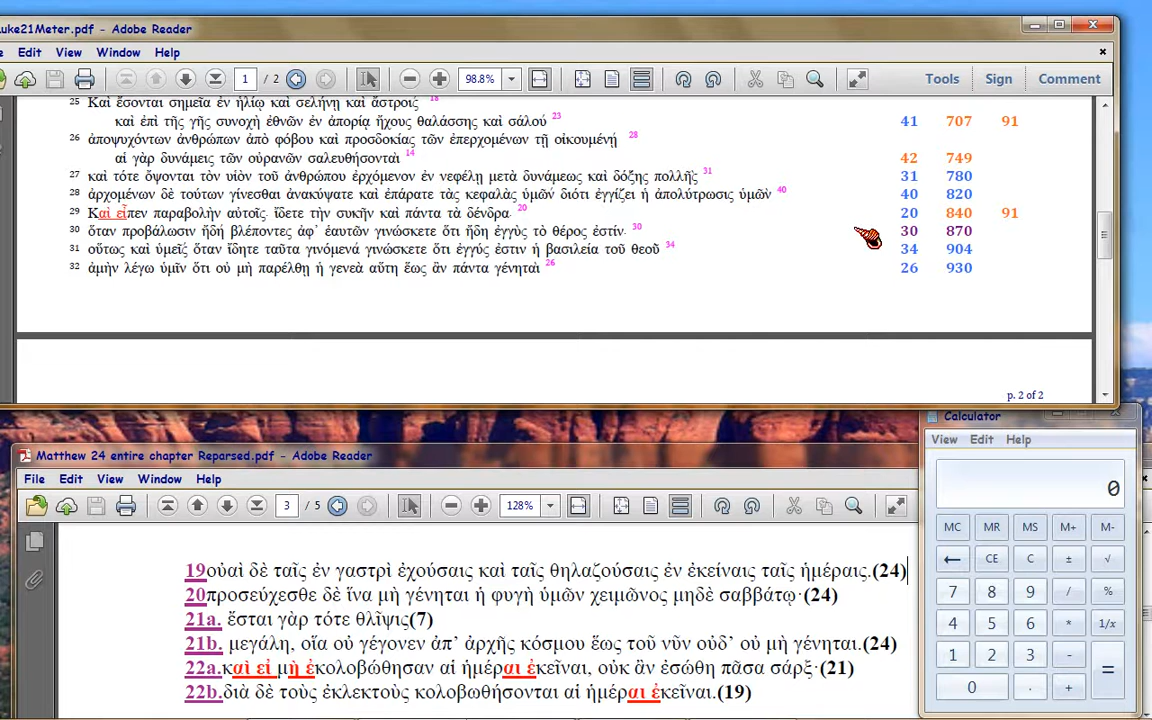 uke21Meter.pdf - Adobe Reader
Edit View Window Help
1 / 2 98.8% Tools Sign Comment
25 Καὶ ἔσονται σημεῖα ἐν ἡλίῳ καὶ σελήνῃ καὶ ἄστροις 18
καὶ ἐπὶ τῆς γῆς συνοχὴ ἐθνῶν ἐν ἀπορίᾳ ἤχους θαλάσσης καὶ σάλου 23 41 707 91
26 ἀποψυχόντων ἀνθρώπων ἀπὸ φόβου καὶ προσδοκίας τῶν ἐπερχομένων τῇ οἰκουμένῃ 28
αἱ γὰρ δυνάμεις τῶν οὐρανῶν σαλευθήσονται 14 42 749
27 καὶ τότε ὄψονται τὸν υἱὸν τοῦ ἀνθρώπου ἐρχόμενον ἐν νεφέλῃ μετὰ δυνάμεως καὶ δόξης πολλῆς 31 31 780
28 ἀρχομένων δὲ τούτων γίνεσθαι ἀνακύψατε καὶ ἐπάρατε τὰς κεφαλὰς ὑμῶν διότι ἐγγίζει ἡ ἀπολύτρωσις ὑμῶν 40 40 820
29 Καὶ εἶπεν παραβολὴν αὐτοῖς· ἴδετε τὴν συκῆν καὶ πάντα τὰ δένδρα· 20 20 840 91
30 ὅταν προβάλωσιν ἤδη βλέποντες ἀφ᾽ ἑαυτῶν γινώσκετε ὅτι ἤδη ἐγγὺς τὸ θέρος ἐστίν· 30 30 870
31 οὕτως καὶ ὑμεῖς ὅταν ἴδητε ταῦτα γινόμενα γινώσκετε ὅτι ἐγγύς ἐστιν ἡ βασιλεία τοῦ θεοῦ 34 34 904
32 ἀμὴν λέγω ὑμῖν ὅτι οὐ μὴ παρέλθῃ ἡ γενεὰ αὕτη ἕως ἂν πάντα γένηται 26 26 930
p. 2 of 2
Matthew 24 entire chapter Reparsed.pdf - Adobe Reader
File Edit View Window Help
3 / 5 128%
19οὐαὶ δὲ ταῖς ἐν γαστρὶ ἐχούσαις καὶ ταῖς θηλαζούσαις ἐν ἐκείναις ταῖς ἡμέραις.(24)
20προσεύχεσθε δὲ ἵνα μὴ γένηται ἡ φυγὴ ὑμῶν χειμῶνος μηδὲ σαββάτῳ·(24)
21a. ἔσται γὰρ τότε θλῖψις(7)
21b. μεγάλη, οἵα οὐ γέγονεν ἀπ᾽ ἀρχῆς κόσμου ἕως τοῦ νῦν οὐδ᾽ οὐ μὴ γένηται.(24)
22a.καὶ εἰ μὴ ἐκολοβώθησαν αἱ ἡμέραι ἐκεῖναι, οὐκ ἂν ἐσώθη πᾶσα σάρξ·(21)
22b.διὰ δὲ τοὺς ἐκλεκτοὺς κολοβωθήσονται αἱ ἡμέραι ἐκεῖναι.(19)
Calculator
View Edit Help
0
MC MR MS M+ M-
← CE C ± √
7 8 9 / %
4 5 6 * 1/x
1 2 3 - =
0 . +